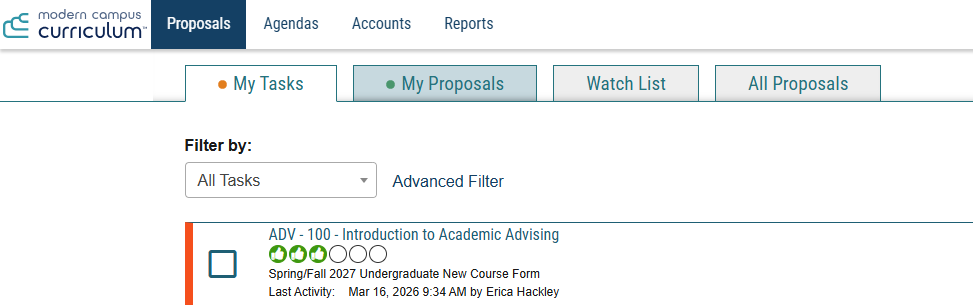 modern campus
curriculum™
Proposals Agendas Accounts Reports
My Tasks My Proposals Watch List All Proposals
Filter by:
All Tasks Advanced Filter
ADV - 100 - Introduction to Academic Advising
Spring/Fall 2027 Undergraduate New Course Form
Last Activity: Mar 16, 2026 9:34 AM by Erica Hackley